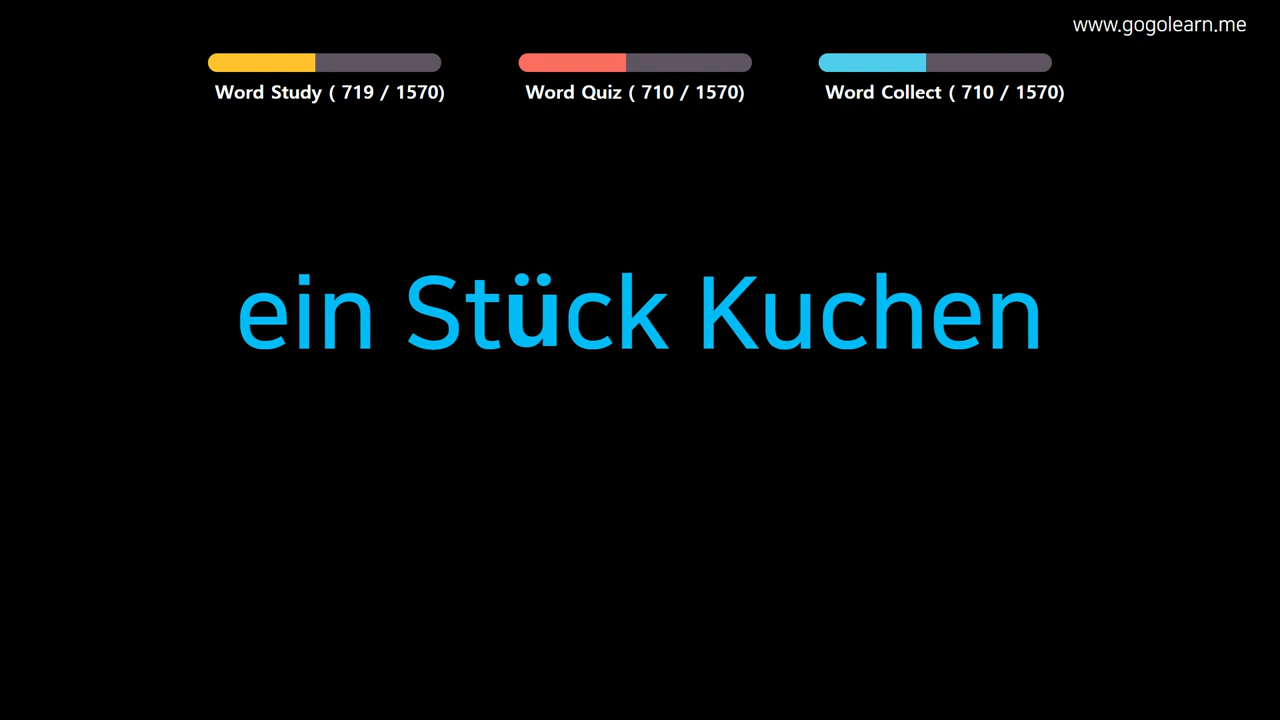 www.gogolearn.me
Word Study ( 719 / 1570)
Word Quiz ( 710 / 1570)
Word Collect ( 710 / 1570)
ein Stück Kuchen